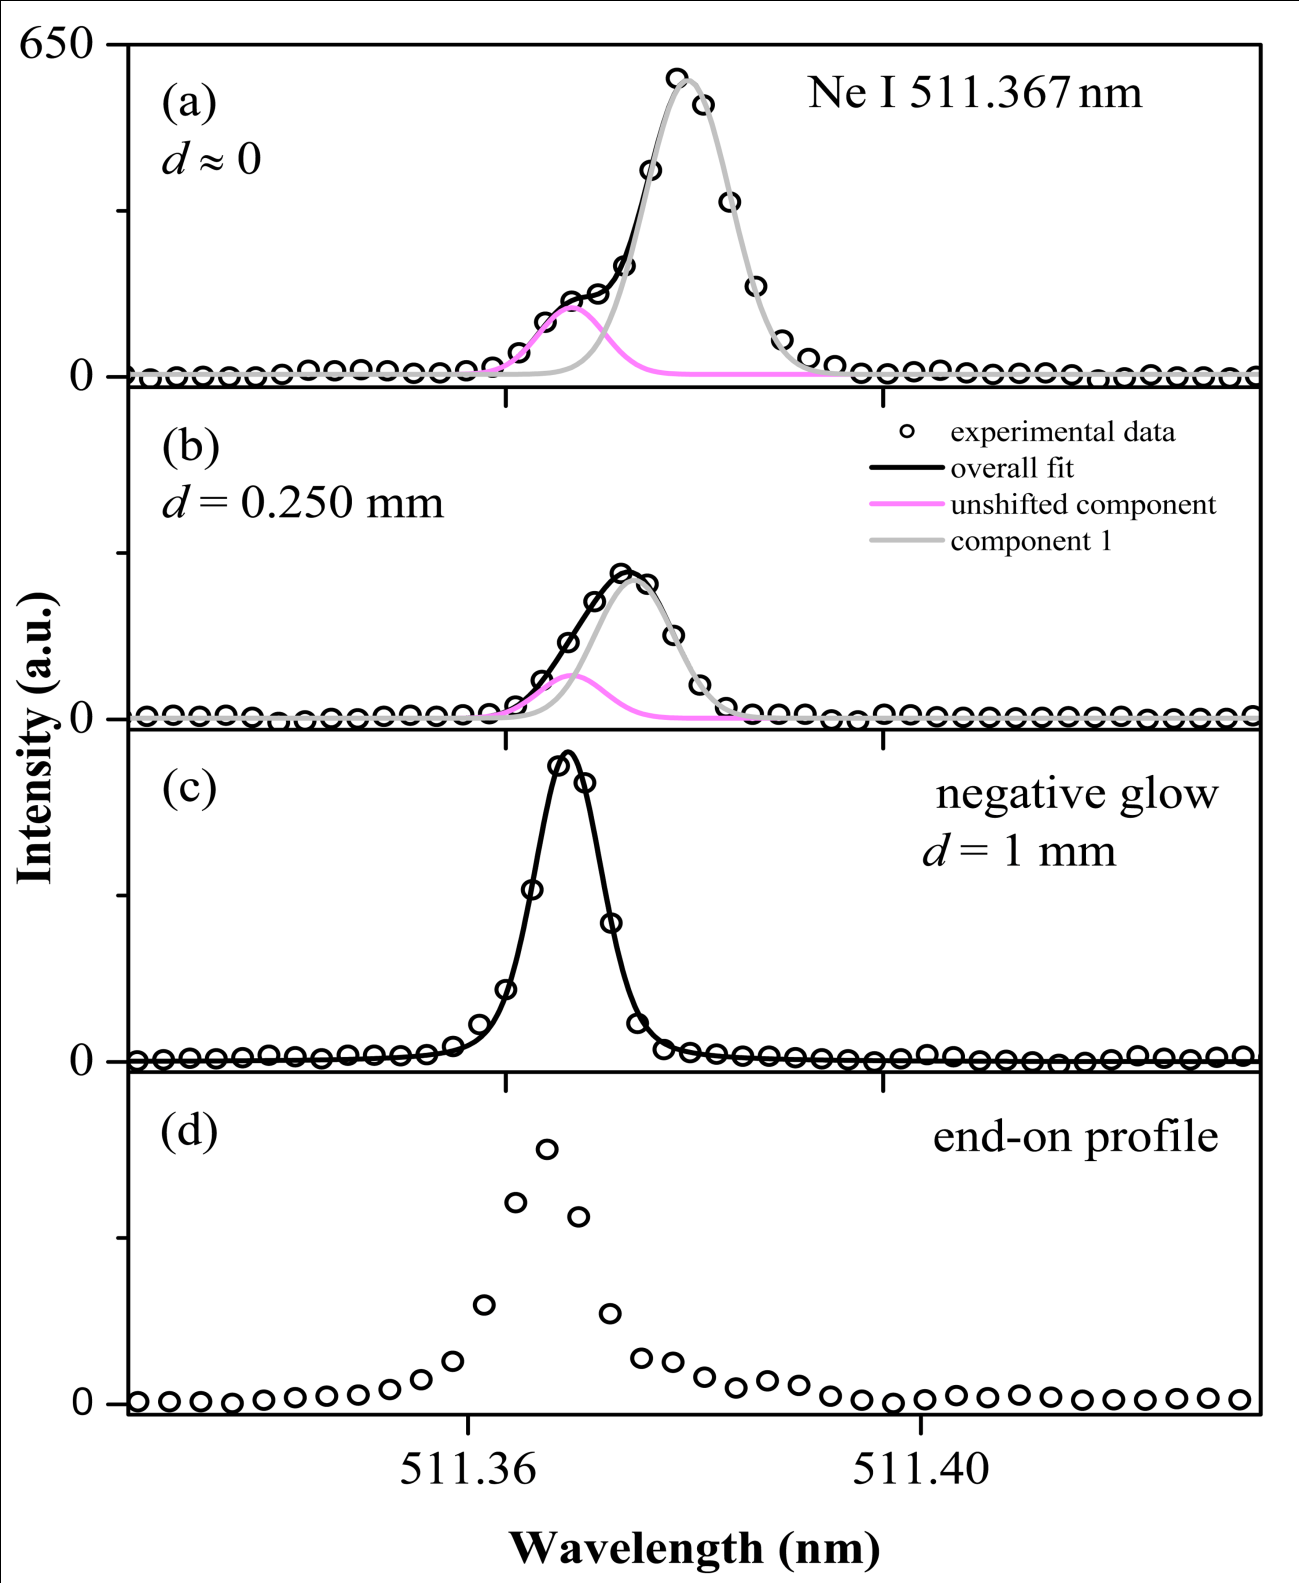 650
(a)
d ≈ 0
Ne I 511.367 nm
0
(b)
d = 0.250 mm
experimental data
overall fit
unshifted component
component 1
0
(c)
negative glow
d = 1 mm
0
(d)
end-on profile
0
511.36
511.40
Wavelength (nm)
Intensity (a.u.)